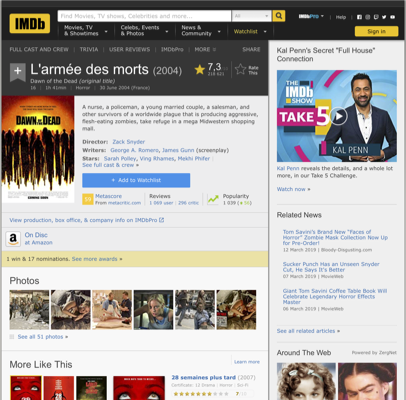 IMDb
Find Movies, TV shows, Celebrities and more...
All
IMDbPro
Help
Movies, TV
& Showtimes
Celebs, Events
& Photos
News &
Community
Watchlist
Sign in
FULL CAST AND CREW | TRIVIA | USER REVIEWS | IMDbPro | MORE
SHARE
L'armée des morts (2004)
Dawn of the Dead (original title)
16 | 1h 41min | Horror | 30 June 2004 (France)
7,3
Rate
This
DAWN OF THE DEAD
A nurse, a policeman, a young married couple, a salesman, and
other survivors of a worldwide plague that is producing aggressive,
flesh-eating zombies, take refuge in a mega Midwestern shopping
mall.
Director: Zack Snyder
Writers: George A. Romero, James Gunn (screenplay)
Stars: Sarah Polley, Ving Rhames, Mekhi Phifer
See full cast & crew »
+ Add to Watchlist
Metascore
From metacritic.com
Reviews
1 069 user | 296 critic
Popularity
View production, box office, & company info on IMDbPro
On Disc
at Amazon
1 win & 17 nominations. See more awards »
Photos
See all 51 photos »
More Like This
Learn more
28 semaines plus tard (2007)
Kal Penn's Secret "Full House"
Connection
THE IMDb SHOW
TAKE 5
KAL PENN
Kal Penn reveals the details, and a whole lot
more, in our Take 5 Challenge.
Watch now »
Related News
Tom Savini's Brand New "Faces of
Horror" Zombie Mask Collection Now Up
for Pre-Order!
12 March 2019 | Bloody-Disgusting.com
Sucker Punch Has an Unseen Snyder
Cut, So He Says It's Better
07 March 2019 | MovieWeb
Giant Tom Savini Coffee Table Book Will
Celebrate Legendary Horror Effects
Master
06 March 2019 | MovieWeb
See all related articles »
Around The Web
Powered by ZergNet